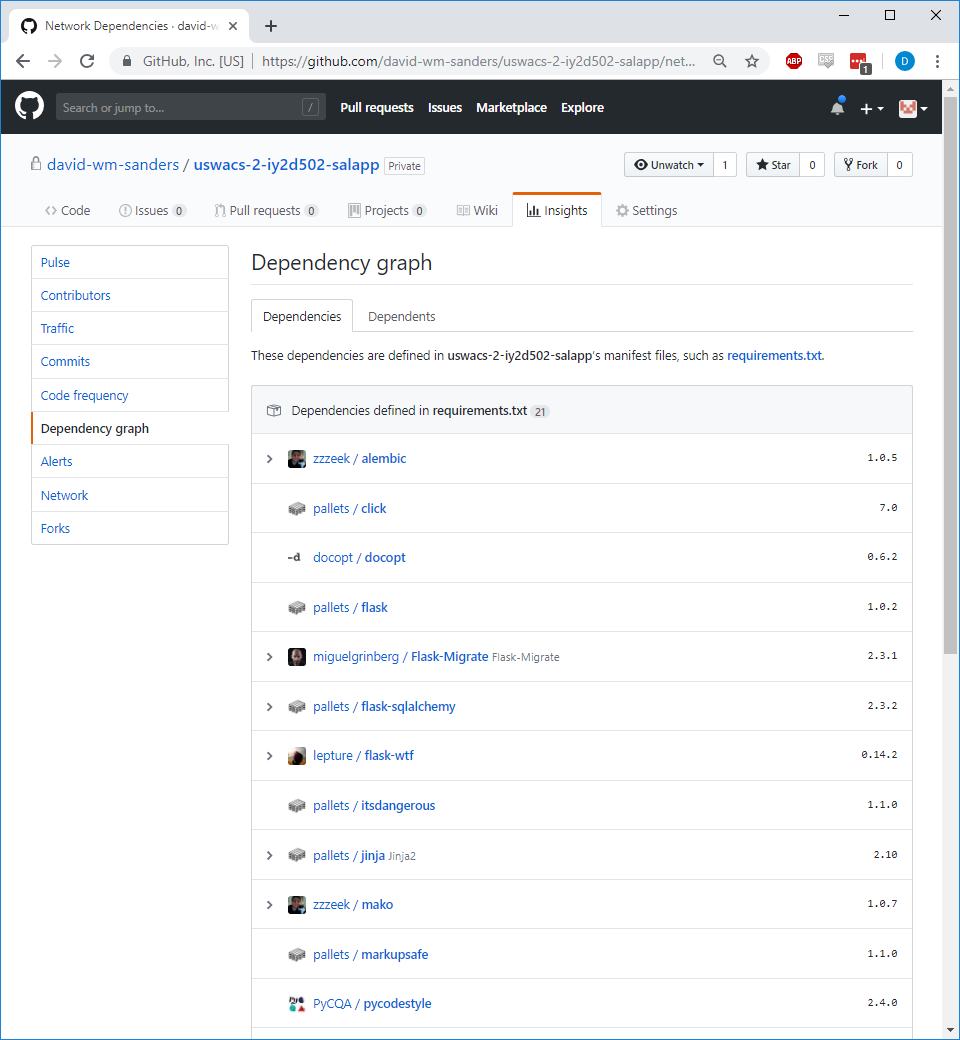 Network Dependencies · david-w
GitHub, Inc. [US] | https://github.com/david-wm-sanders/uswacs-2-iy2d502-salapp/net...
ABP
CSS
1
D
Search or jump to... /
Pull requests Issues Marketplace Explore
david-wm-sanders / uswacs-2-iy2d502-salapp Private
Unwatch 1 Star 0 Fork 0
Code Issues 0 Pull requests 0 Projects 0 Wiki Insights Settings
Pulse
Contributors
Traffic
Commits
Code frequency
Dependency graph
Alerts
Network
Forks
Dependency graph
Dependencies Dependents
These dependencies are defined in uswacs-2-iy2d502-salapp's manifest files, such as requirements.txt.
Dependencies defined in requirements.txt 21
zzzeek / alembic 1.0.5
pallets / click 7.0
-d docopt / docopt 0.6.2
pallets / flask 1.0.2
miguelgrinberg / Flask-Migrate Flask-Migrate 2.3.1
pallets / flask-sqlalchemy 2.3.2
lepture / flask-wtf 0.14.2
pallets / itsdangerous 1.1.0
pallets / jinja Jinja2 2.10
zzzeek / mako 1.0.7
pallets / markupsafe 1.1.0
PyCQA / pycodestyle 2.4.0